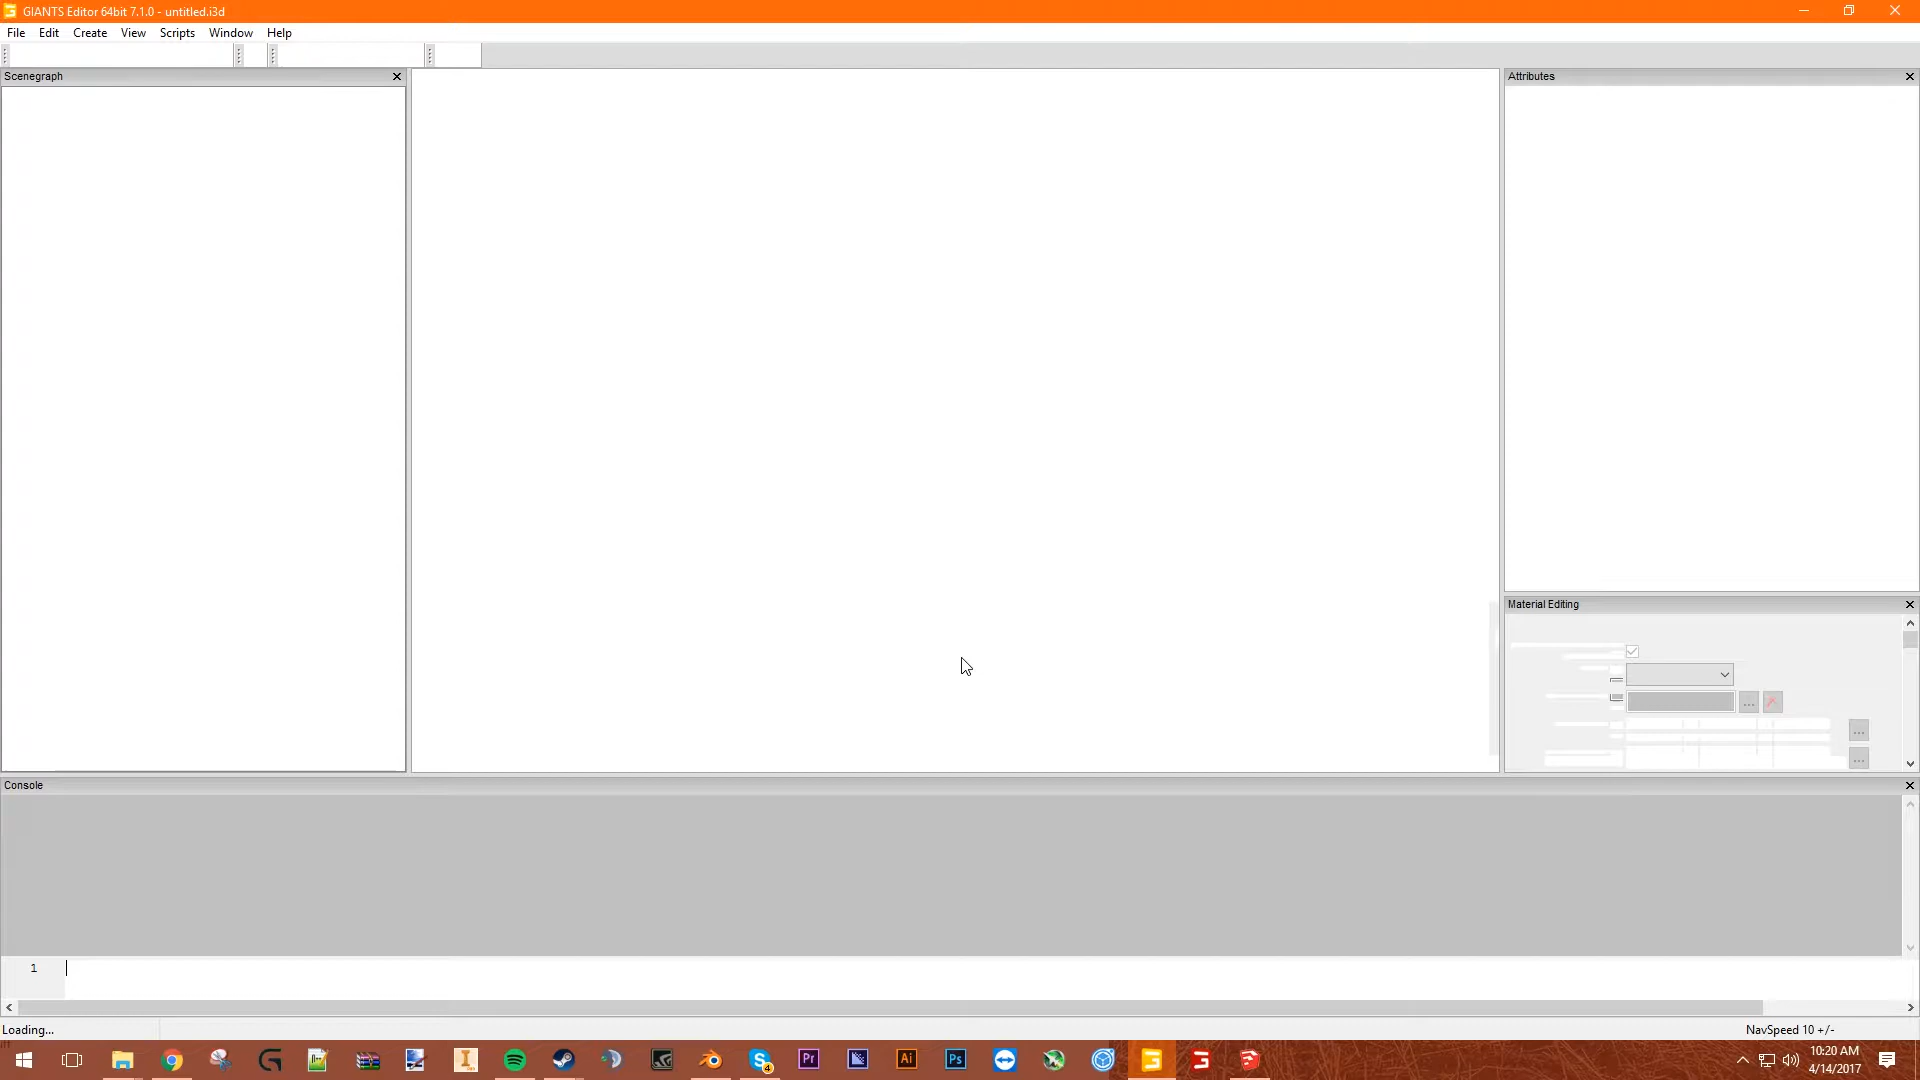 GIANTS Editor 64bit 7.1.0 - untitled.i3d
File Edit Create View Scripts Window Help
Scenegraph
Attributes
Material Editing
...
...
...
Console
1
Loading...
NavSpeed 10 +/-
4
Pr
Ai
Ps
10:20 AM
4/14/2017